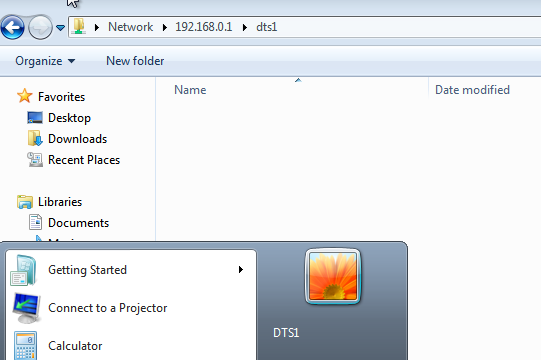 Network 192.168.0.1 dts1
Organize New folder
Name Date modified
Favorites
Desktop
Downloads
Recent Places
Libraries
Documents
Getting Started
Connect to a Projector
Calculator
DTS1